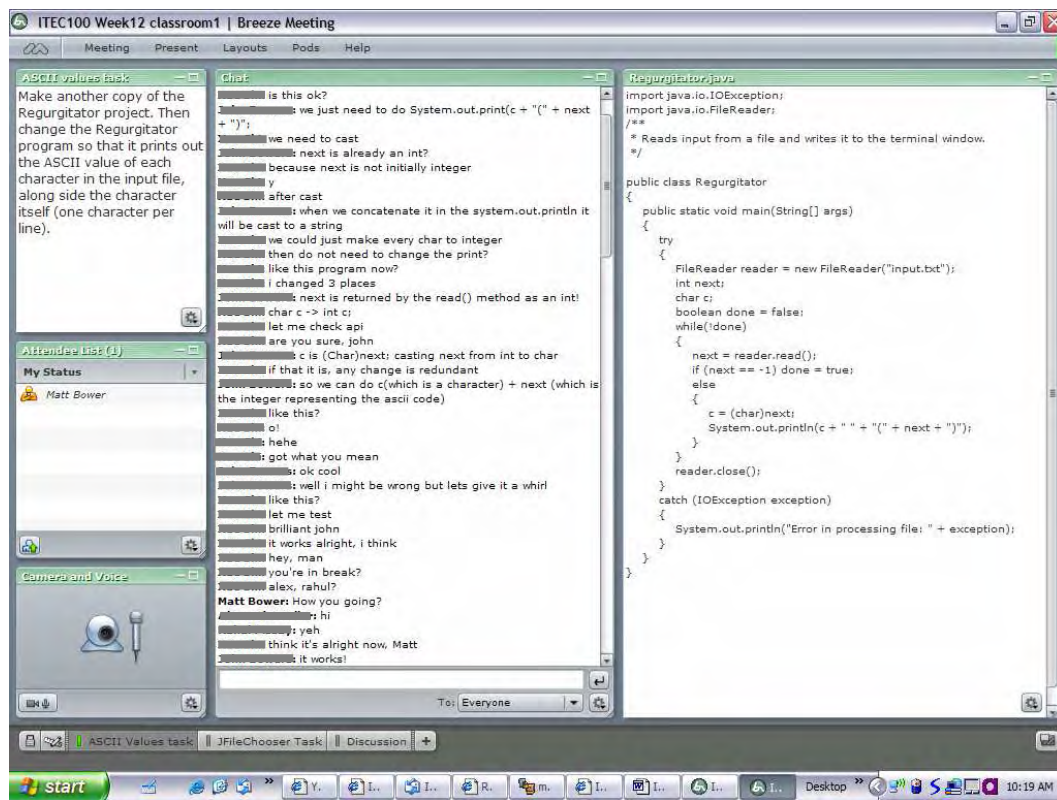 ITEC100 Week12 classroom1 | Breeze Meeting
Meeting Present Layouts Pods Help
ASCII values task
Make another copy of the
Regurgitator project. Then
change the Regurgitator
program so that it prints out
the ASCII value of each
character in the input file,
along side the character
itself (one character per
line).
Attendee List (1)
My Status
Matt Bower
Camera and Voice
Chat
is this ok?
: we just need to do System.out.print(c + "(" + next
+ ")";
we need to cast
: next is already an int?
because next is not initially integer
y
after cast
: when we concatenate it in the system.out.println it
will be cast to a string
we could just make every char to integer
then do not need to change the print?
like this program now?
i changed 3 places
: next is returned by the read() method as an int!
char c -> int c;
let me check api
are you sure, john
: c is (Char)next; casting next from int to char
if that it is, any change is redundant
: so we can do c(which is a character) + next (which is
the integer representing the ascii code)
like this?
o!
: hehe
: got what you mean
: ok cool
: well i might be wrong but lets give it a whirl
like this?
let me test
brilliant john
it works alright, i think
hey, man
you're in break?
alex, rahul?
Matt Bower: How you going?
: hi
: yeh
think it's alright now, Matt
: it works!
To: Everyone
Regurgitator.java
import java.io.IOException;
import java.io.FileReader;
/**
* Reads input from a file and writes it to the terminal window.
*/
public class Regurgitator
{
public static void main(String[] args)
{
try
{
FileReader reader = new FileReader("input.txt");
int next;
char c;
boolean done = false;
while(!done)
{
next = reader.read();
if (next == -1) done = true;
else
{
c = (char)next;
System.out.println(c + " " + "(" + next + ")");
}
}
reader.close();
}
catch (IOException exception)
{
System.out.println("Error in processing file: " + exception);
}
}
}
ASCII Values task JFileChooser Task Discussion +
start Y.. I.. I.. R. m. I.. I.. I.. I.. Desktop 10:19 AM